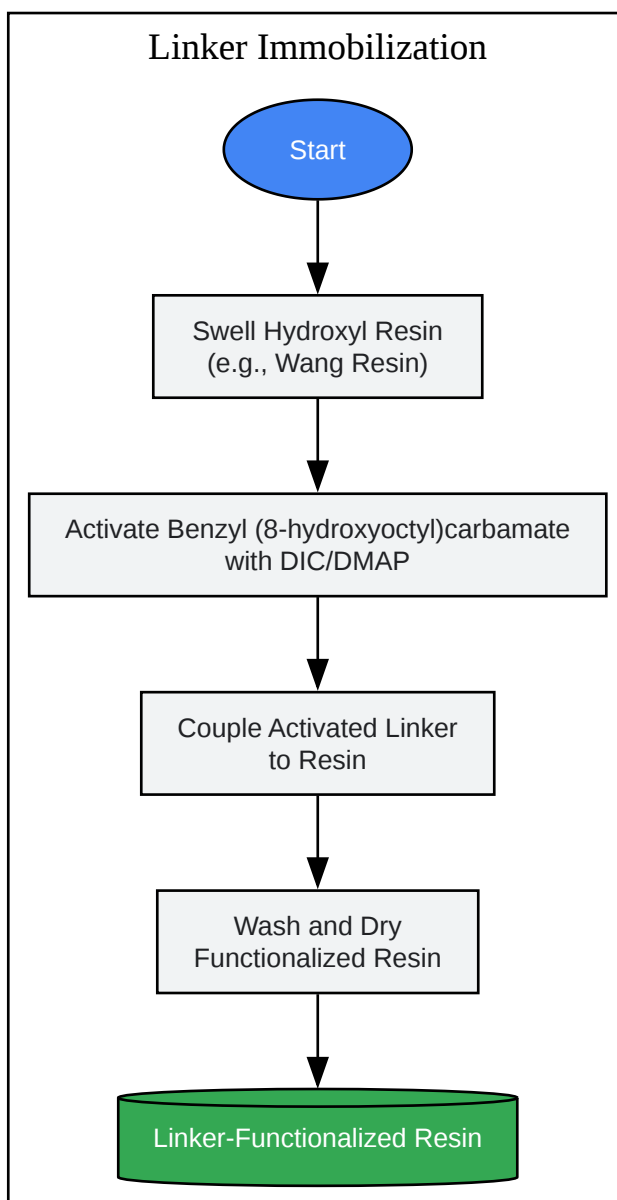 Linker Immobilization
Start
Swell Hydroxyl Resin
(e.g., Wang Resin)
Activate Benzyl (8-hydroxyoctyl)carbamate
with DIC/DMAP
Couple Activated Linker
to Resin
Wash and Dry
Functionalized Resin
Linker-Functionalized Resin